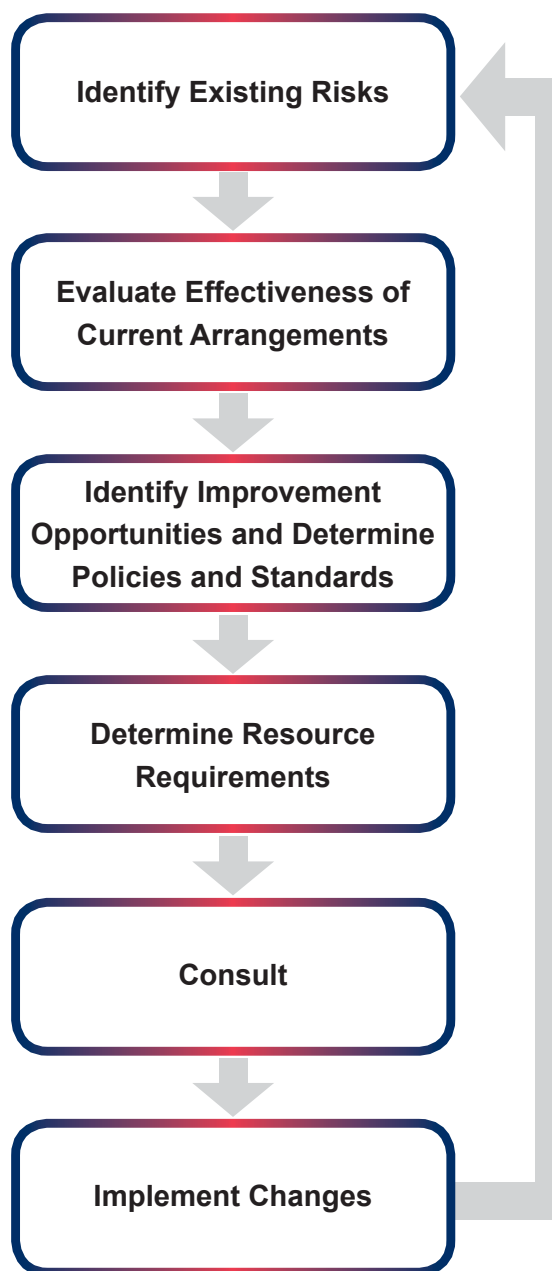 Identify Existing Risks
Evaluate Effectiveness of
Current Arrangements
Identify Improvement
Opportunities and Determine
Policies and Standards
Determine Resource
Requirements
Consult
Implement Changes